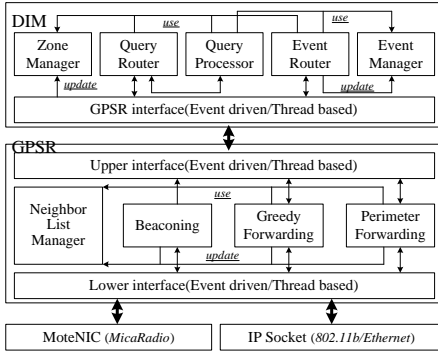 DIM
use
Zone Manager
Query Router
Query Processor
Event Router
Event Manager
update
update
GPSR interface(Event driven/Thread based)
GPSR
Upper interface(Event driven/Thread based)
use
Neighbor List Manager
Beaconing
Greedy Forwarding
Perimeter Forwarding
update
Lower interface(Event driven/Thread based)
MoteNIC (MicaRadio)
IP Socket (802.11b/Ethernet)